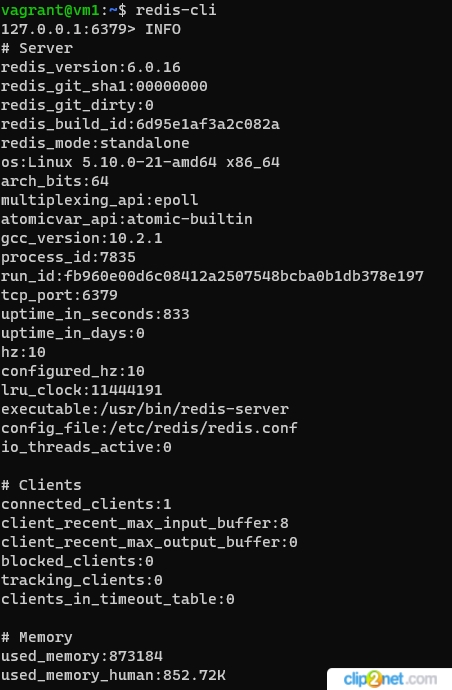 vagrant@vm1:~$ redis-cli
127.0.0.1:6379> INFO
# Server
redis_version:6.0.16
redis_git_sha1:00000000
redis_git_dirty:0
redis_build_id:6d95e1af3a2c082a
redis_mode:standalone
os:Linux 5.10.0-21-amd64 x86_64
arch_bits:64
multiplexing_api:epoll
atomicvar_api:atomic-builtin
gcc_version:10.2.1
process_id:7835
run_id:fb960e00d6c08412a2507548bcba0b1db378e197
tcp_port:6379
uptime_in_seconds:833
uptime_in_days:0
hz:10
configured_hz:10
lru_clock:11444191
executable:/usr/bin/redis-server
config_file:/etc/redis/redis.conf
io_threads_active:0

# Clients
connected_clients:1
client_recent_max_input_buffer:8
client_recent_max_output_buffer:0
blocked_clients:0
tracking_clients:0
clients_in_timeout_table:0

# Memory
used_memory:873184
used_memory_human:852.72K
clip2net.com